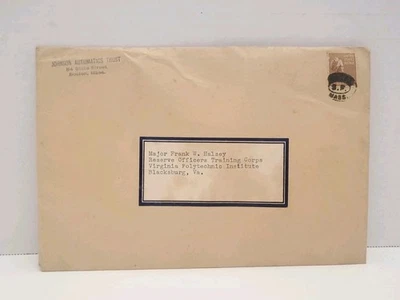 JOHNSON AUTOMATICS TRUST
Boston, Mass.
S.P.
MASS.
Major Frank W. Halsey
Reserve Officers Training Corps
Virginia Polytechnic Institute
Blacksburg, Va.